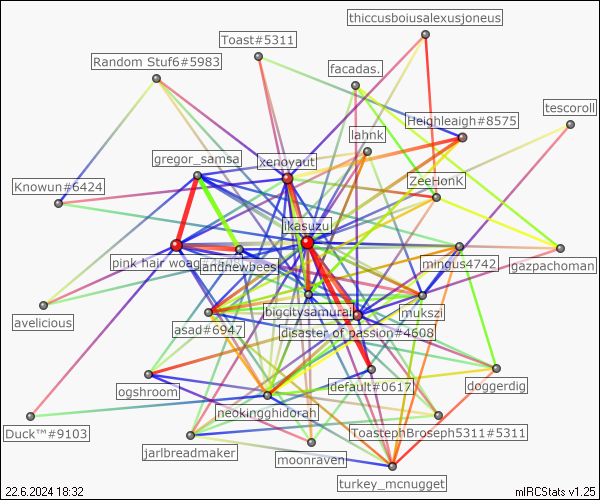 thiccusboiusalexusjoneus
Toast#5311
Random Stuf6#5983
facadas.
tescoroll
Heighleaigh#8575
lahnk
gregor_samsa
xenoyaut
Knowun#6424
ZeeHonK
ikasuzu
pink hair woag
iandnewbees
mingus4742
gazpachoman
avelicious
bigcitysamurai
mukszi
asad#6947
disaster of passion#4608
ogshroom
default#0617
doggerdig
neokingghidorah
Duck™#9103
ToastephBroseph5311#5311
jarlbreadmaker
moonraven
turkey_mcnugget
22.6.2024 18:32
mIRCStats v1.25